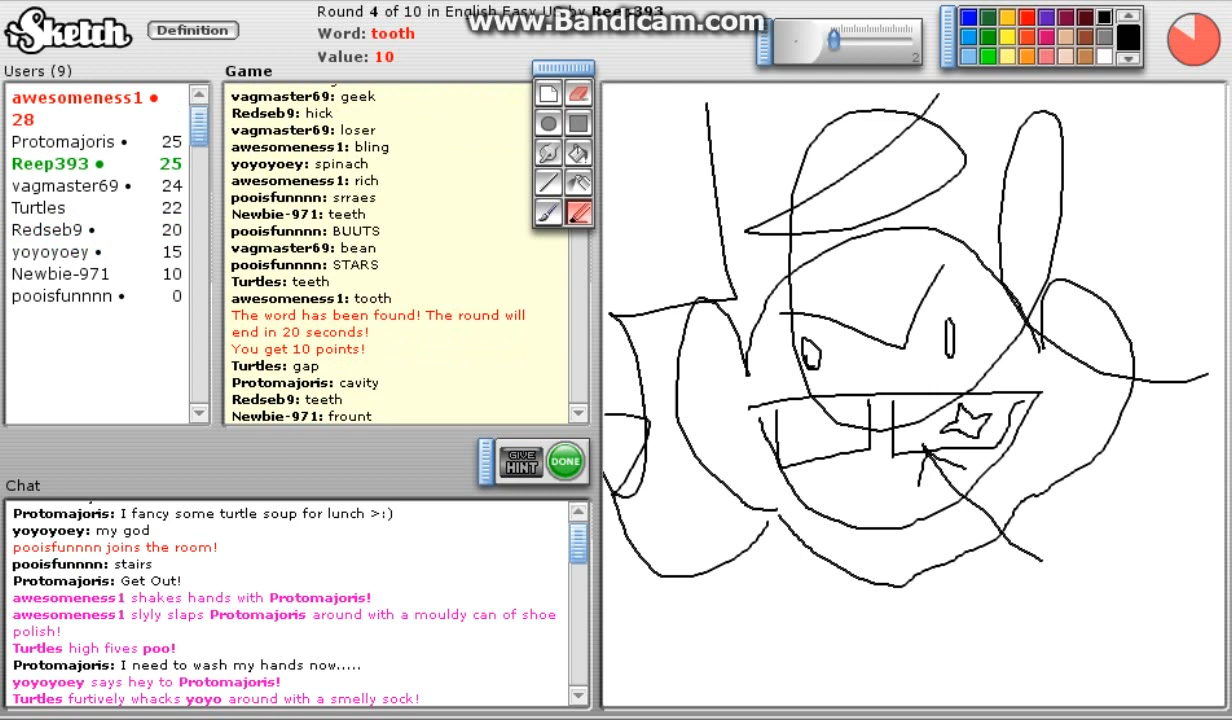 iSketch
Definition
Round 4 of 10 in English Easy UG by Reep393
www.Bandicam.com
Word: tooth
Value: 10
2
Users (9)
awesomeness1 •
28
Protomajoris • 25
Reep393 • 25
vagmaster69 • 24
Turtles 22
Redseb9 • 20
yoyoyoey • 15
Newbie-971 10
pooisfunnnn • 0
Game
vagmaster69: geek
Redseb9: hick
vagmaster69: loser
awesomeness1: bling
yoyoyoey: spinach
awesomeness1: rich
pooisfunnnn: srraes
Newbie-971: teeth
pooisfunnnn: BUUTS
vagmaster69: bean
pooisfunnnn: STARS
Turtles: teeth
awesomeness1: tooth
The word has been found! The round will
end in 20 seconds!
You get 10 points!
Turtles: gap
Protomajoris: cavity
Redseb9: teeth
Newbie-971: frount
GIVE
HINT
DONE
Chat
Protomajoris: I fancy some turtle soup for lunch >:)
yoyoyoey: my god
pooisfunnnn joins the room!
pooisfunnnn: stairs
Protomajoris: Get Out!
awesomeness1 shakes hands with Protomajoris!
awesomeness1 slyly slaps Protomajoris around with a mouldy can of shoe
polish!
Turtles high fives poo!
Protomajoris: I need to wash my hands now.....
yoyoyoey says hey to Protomajoris!
Turtles furtively whacks yoyo around with a smelly sock!